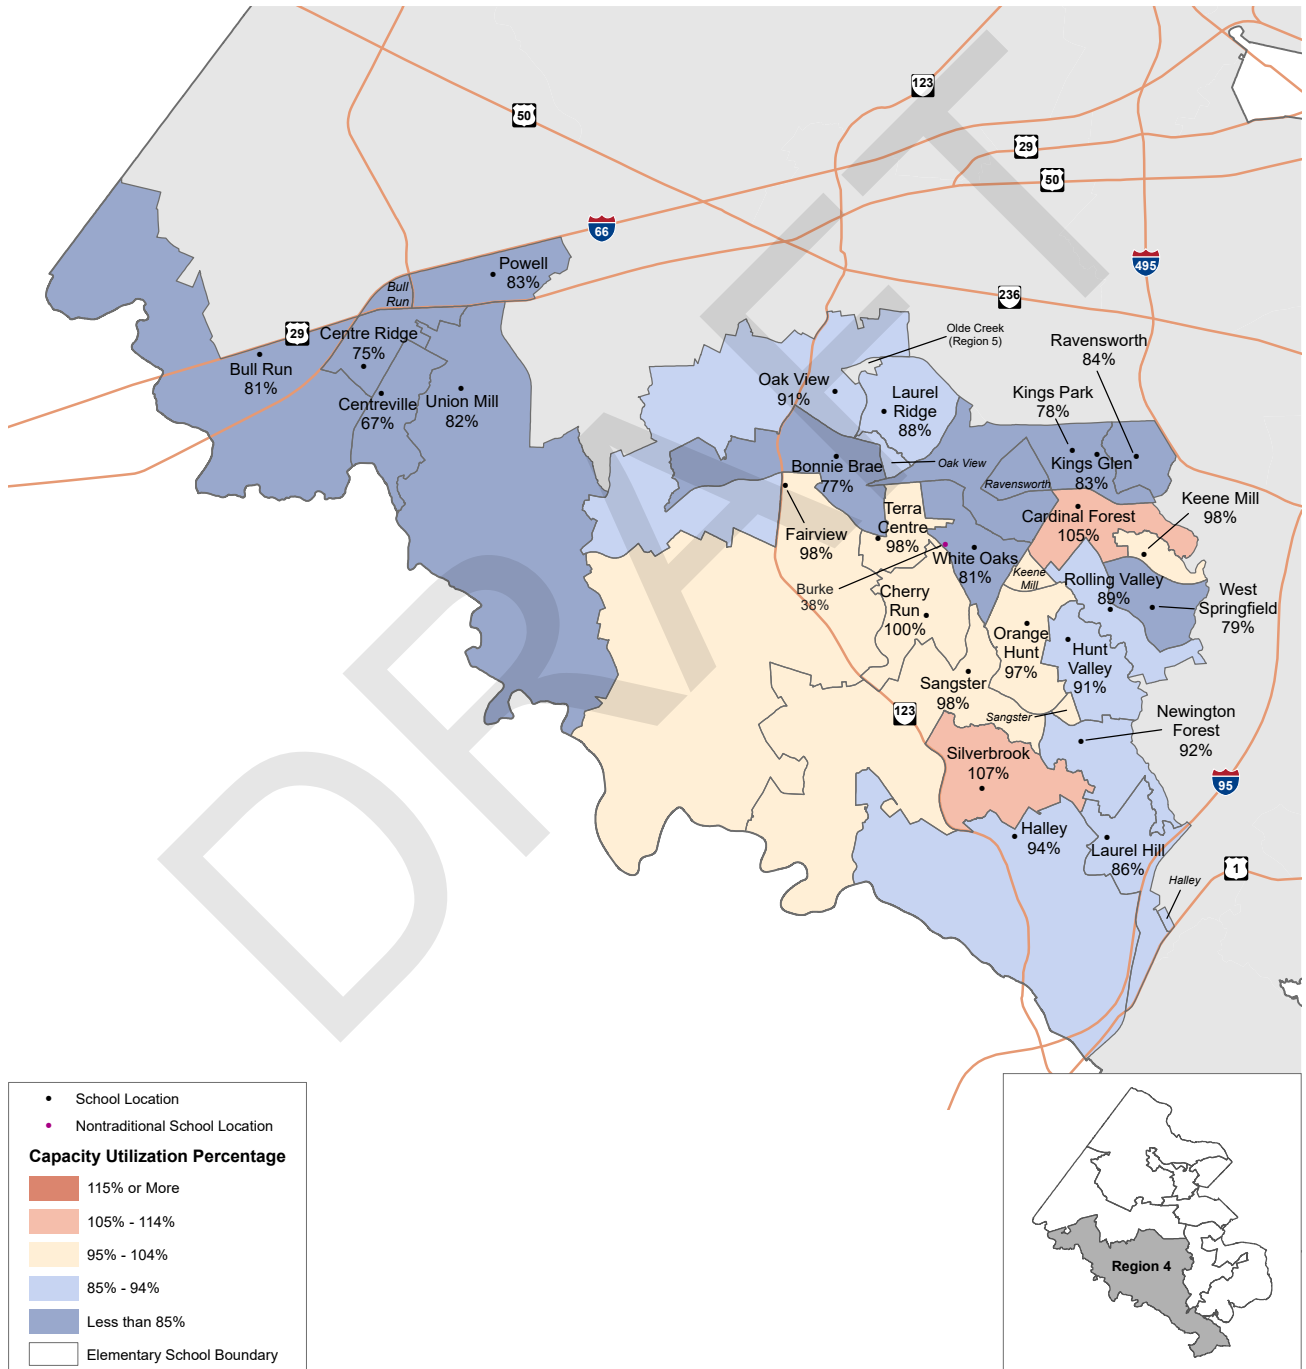 123
50
29
50
66
495
Powell
83%
Bull
Run
236
Olde Creek
(Region 5)
29
Centre Ridge
75%
Ravensworth
84%
Bull Run
81%
Oak View
91%
Laurel
Ridge
88%
Kings Park
78%
Centreville
67%
Union Mill
82%
Bonnie Brae
77%
Oak View
Kings Glen
83%
Ravensworth
Keene Mill
98%
Terra
Centre
98%
Cardinal Forest
105%
Fairview
98%
White Oaks
81%
Keene
Mill
Rolling Valley
89%
Burke
38%
Cherry
Run
100%
West
Springfield
79%
Orange
Hunt
97%
Hunt
Valley
91%
Sangster
98%
123
Sangster
Newington
Forest
92%
Silverbrook
107%
95
Halley
94%
Laurel Hill
86%
1
Halley
DRAFT
School Location
Nontraditional School Location
Capacity Utilization Percentage
115% or More
105% - 114%
95% - 104%
85% - 94%
Less than 85%
Elementary School Boundary
Region 4